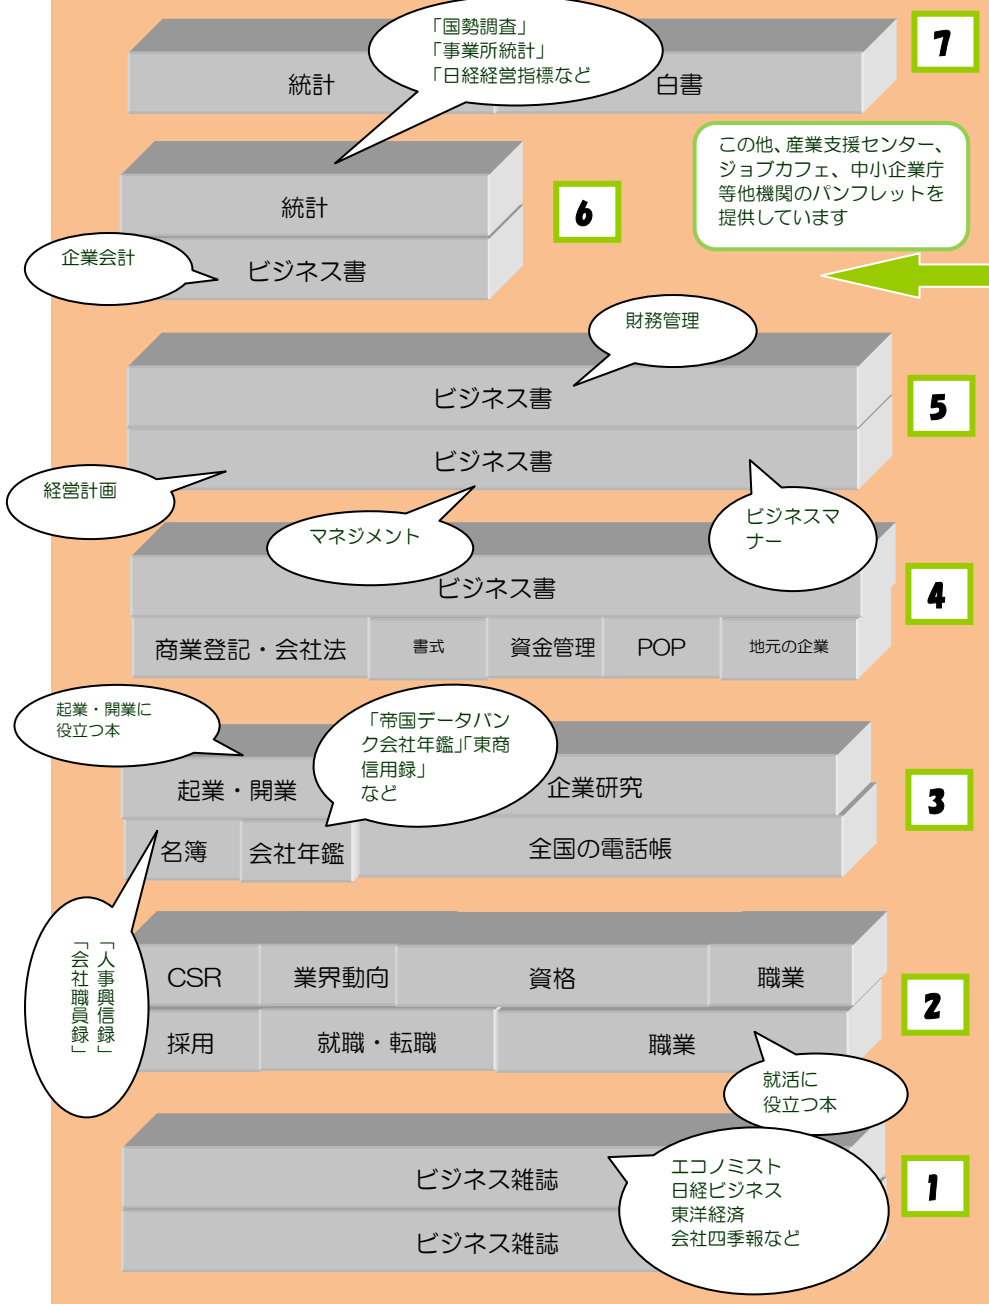 「国勢調査」
「事業所統計」
「日経経営指標など
統計
白書
7
この他、産業支援センター、
ジョブカフェ、中小企業庁
等他機関のパンフレットを
提供しています
統計
6
企業会計
ビジネス書
財務管理
ビジネス書
5
ビジネス書
経営計画
マネジメント
ビジネスマ
ナー
ビジネス書
4
商業登記・会社法
書式
資金管理
POP
地元の企業
起業・開業に
役立つ本
「帝国データバン
ク会社年鑑」「東商
信用録」
など
起業・開業
企業研究
3
名簿
会社年鑑
全国の電話帳
「人事興信録」
「会社職員録」
CSR
業界動向
資格
職業
2
採用
就職・転職
職業
就活に
役立つ本
ビジネス雑誌
エコノミスト
日経ビジネス
東洋経済
会社四季報など
1
ビジネス雑誌